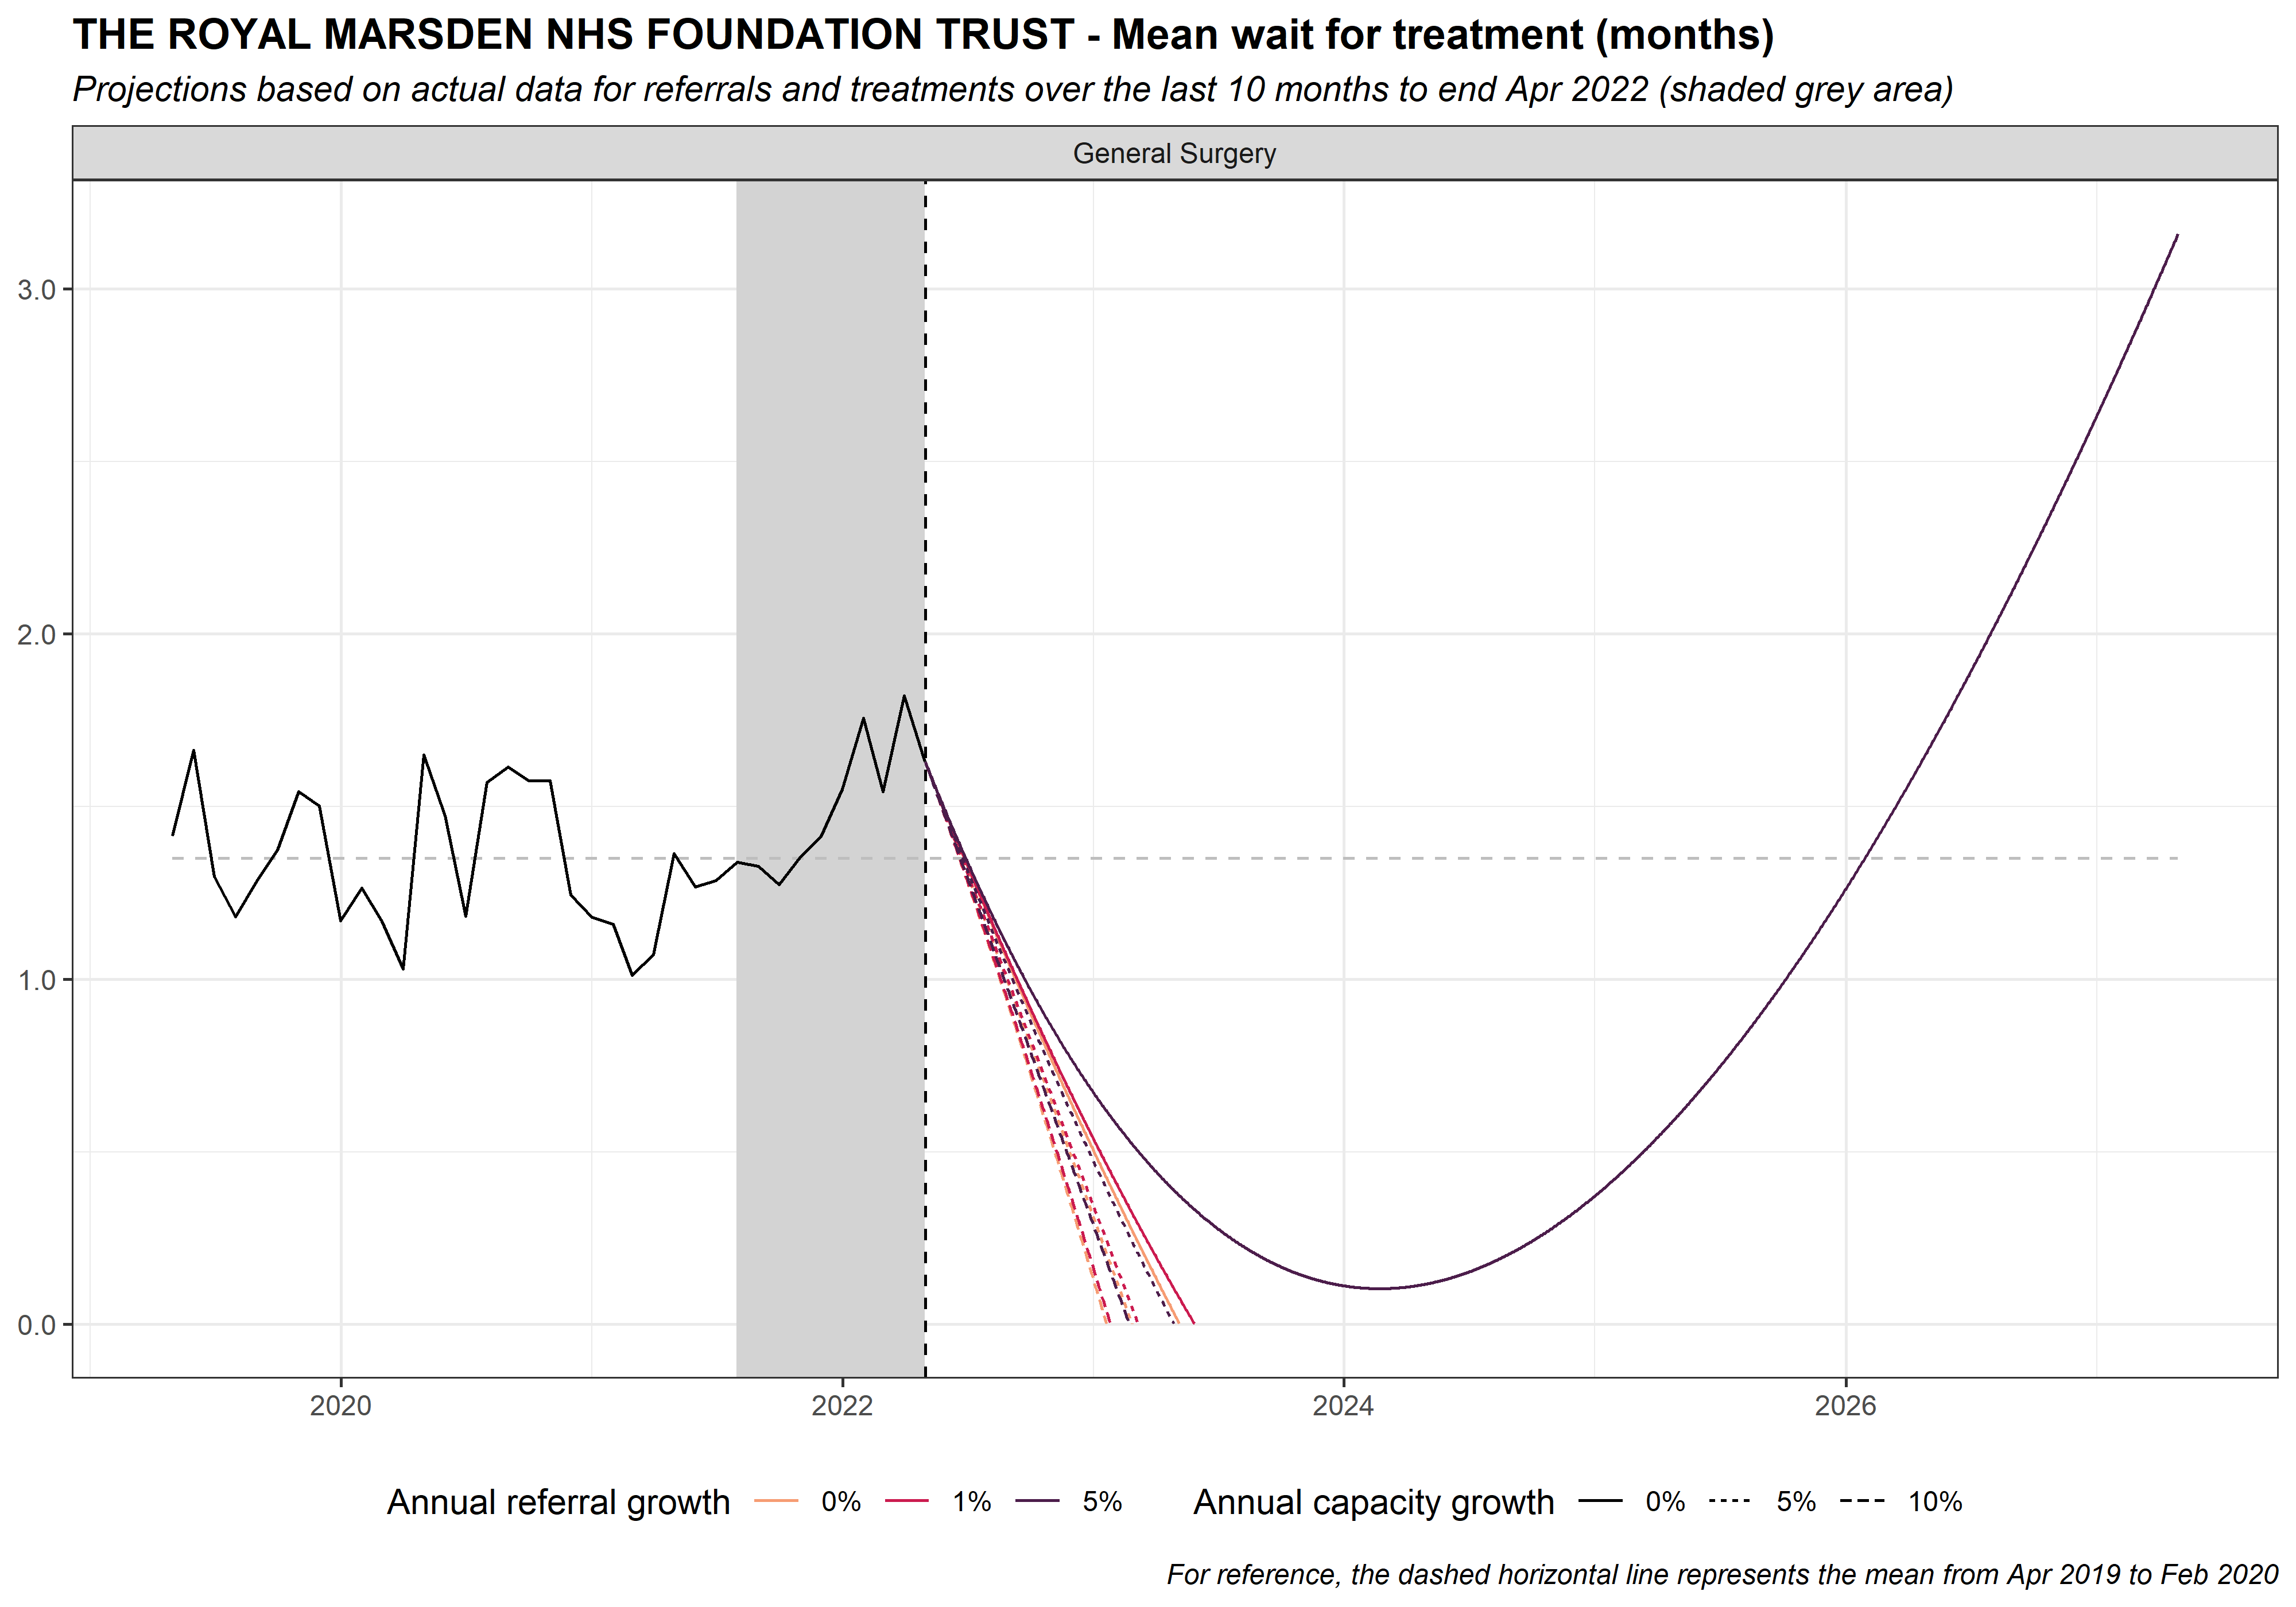 THE ROYAL MARSDEN NHS FOUNDATION TRUST - Mean wait for treatment (months)
Projections based on actual data for referrals and treatments over the last 10 months to end Apr 2022 (shaded grey area)
General Surgery
3.0
2.0
1.0
0.0
2020 2022 2024 2026
Annual referral growth 0% 1% 5% Annual capacity growth 0% 5% 10%
For reference, the dashed horizontal line represents the mean from Apr 2019 to Feb 2020